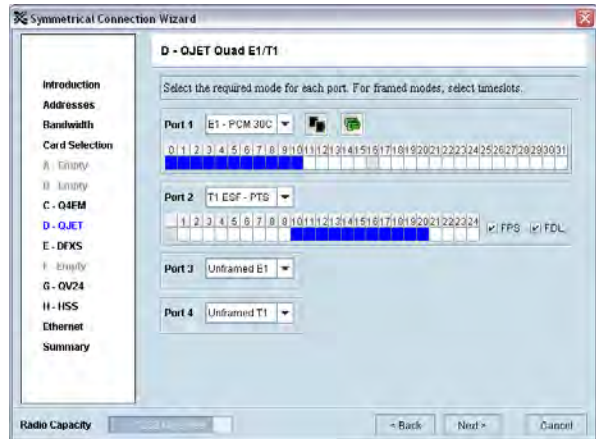 Symmetrical Connection Wizard
D - QJET Quad E1/T1
Introduction
Addresses
Bandwidth
Card Selection
A - Empty
B - Empty
C - Q4EM
D - QJET
E - DFXS
F - Empty
G - QV24
H - HSS
Ethernet
Summary
Select the required mode for each port. For framed modes, select timeslots.
Port 1 E1 - PCM 30C
0 1 2 3 4 5 6 7 8 9 10 11 12 13 14 15 16 17 18 19 20 21 22 23 24 25 26 27 28 29 30 31
Port 2 T1 ESF - PTS
1 2 3 4 5 6 7 8 9 10 11 12 13 14 15 16 17 18 19 20 21 22 23 24 FPS FDL
Port 3 Unframed E1
Port 4 Unframed T1
Radio Capacity
< Back Next > Cancel